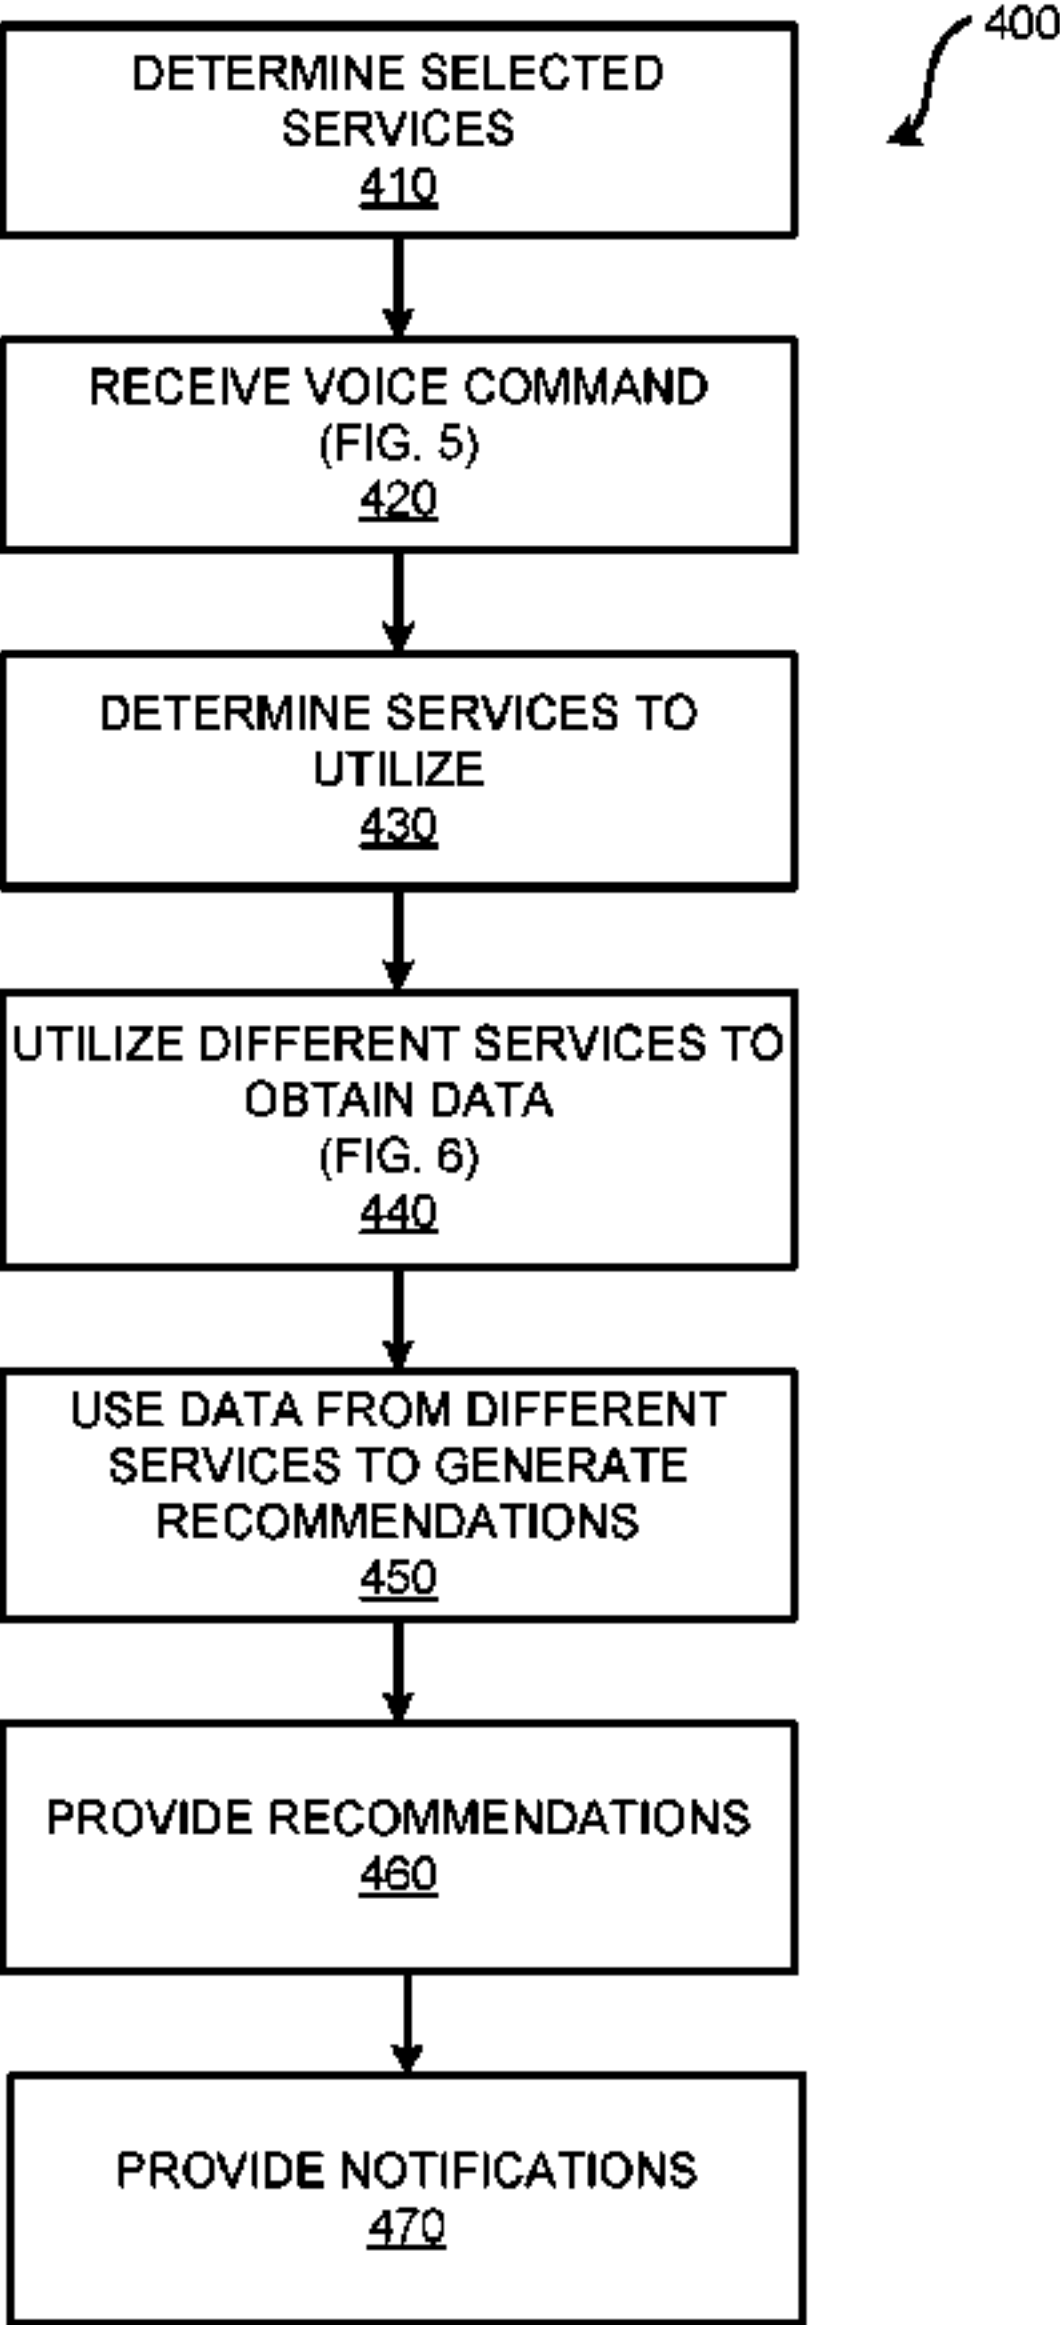 400
DETERMINE SELECTED
SERVICES
410
RECEIVE VOICE COMMAND
(FIG. 5)
420
DETERMINE SERVICES TO
UTILIZE
430
UTILIZE DIFFERENT SERVICES TO
OBTAIN DATA
(FIG. 6)
440
USE DATA FROM DIFFERENT
SERVICES TO GENERATE
RECOMMENDATIONS
450
PROVIDE RECOMMENDATIONS
460
PROVIDE NOTIFICATIONS
470